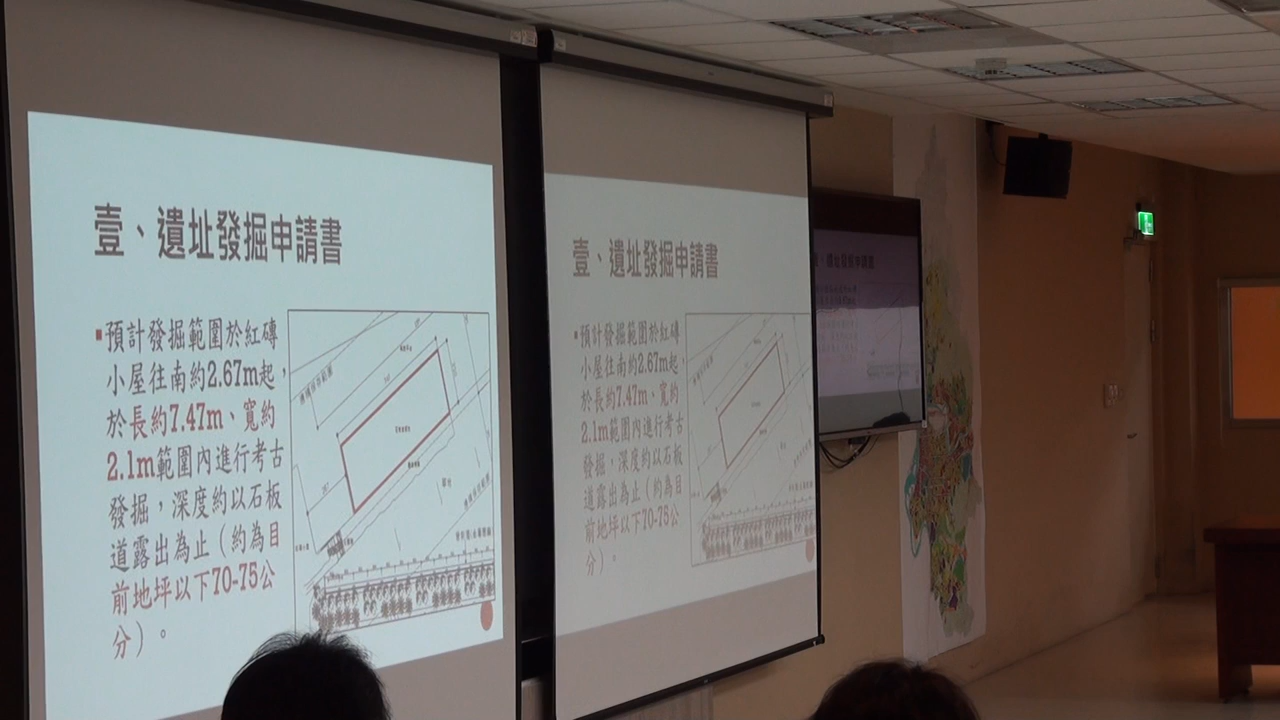 壹、遺址發掘申請書
▪預計發掘範圍於紅磚
小屋往南約2.67m起，
於長約7.47m、寬約
2.1m範圍內進行考古
發掘，深度約以石板
道露出為止（約為目
前地坪以下70-75公
分）。
壹、遺址發掘申請書
▪預計發掘範圍於紅磚
小屋往南約2.67m起，
於長約7.47m、寬約
2.1m範圍內進行考古
發掘，深度約以石板
道露出為止（約為目
前地坪以下70-75公
分）。
遺址發掘申請書